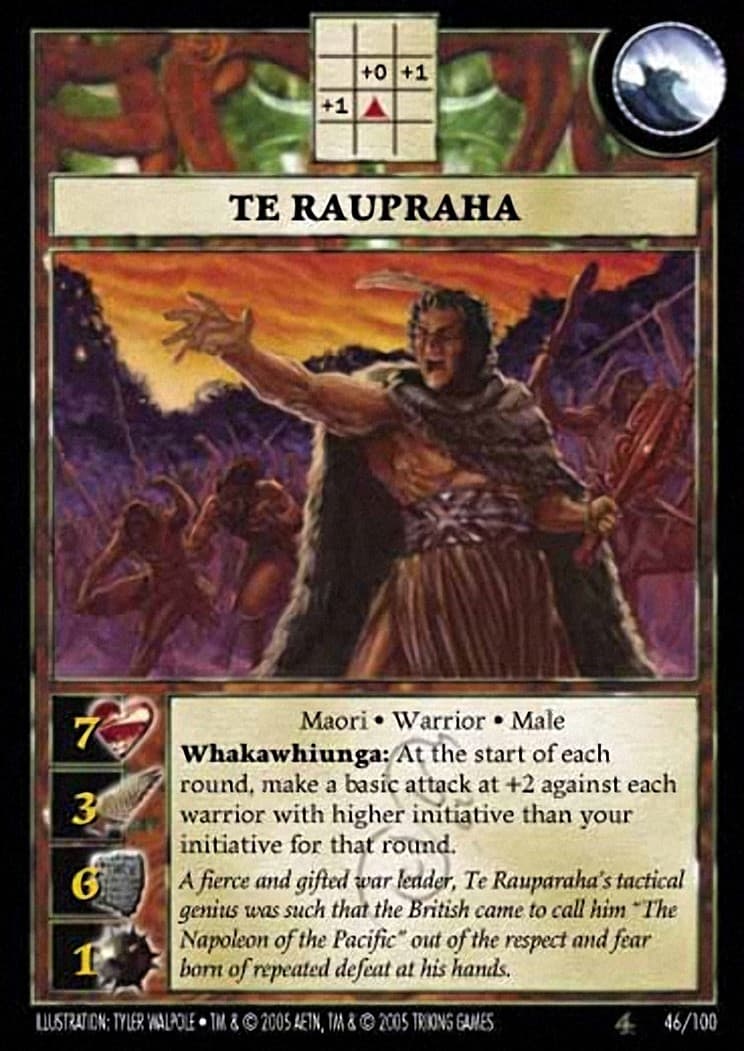 +0 +1
+1
TE RAUPRAHA
7
3
6
1
Maori • Warrior • Male
Whakawhiunga: At the start of each
round, make a basic attack at +2 against each
warrior with higher initiative than your
initiative for that round.
A fierce and gifted war leader, Te Rauparaha's tactical
genius was such that the British came to call him "The
Napoleon of the Pacific" out of the respect and fear
born of repeated defeat at his hands.
ILLUSTRATION: TYLER WALPOLE • TM & © 2005 AETN, TM & © 2005 TRIKING GAMES
4 46/100